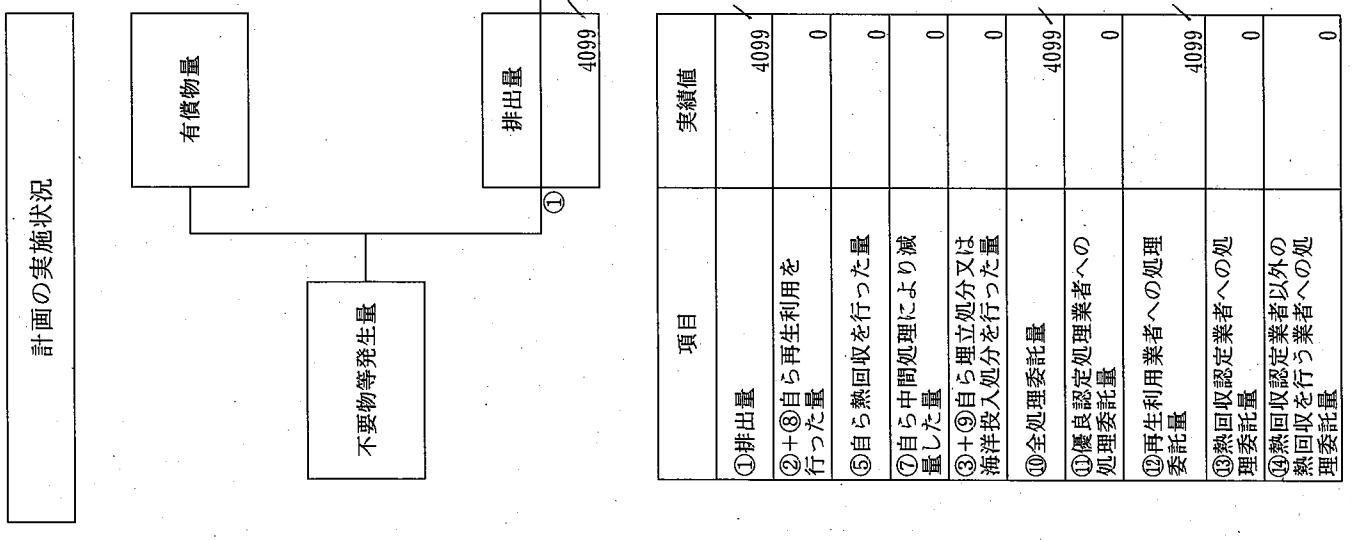 計画の実施状況
有償物量
不要物等発生量
排出量
4099
①
項目
実績値
①排出量
4099
②+⑧自ら再生利用を
行った量
0
⑤自ら熱回収を行った量
0
⑦自ら中間処理により減
量した量
0
③+⑨自ら埋立処分又は
海洋投入処分を行った量
0
⑩全処理委託量
4099
⑪優良認定処理業者への
処理委託量
0
⑫再生利用業者への処理
委託量
4099
⑬熱回収認定業者への処
理委託量
0
⑭熱回収認定業者以外の
熱回収を行う業者への処
理委託量
0